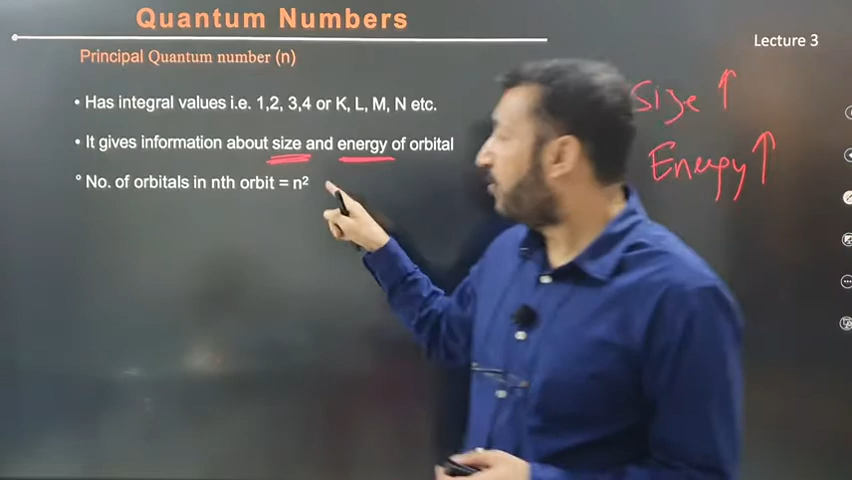 Quantum Numbers
Lecture 3
Principal Quantum number (n)
• Has integral values i.e. 1,2, 3,4 or K, L, M, N etc.
• It gives information about size and energy of orbital
° No. of orbitals in nth orbit = n²
Size ↑
Energy ↑